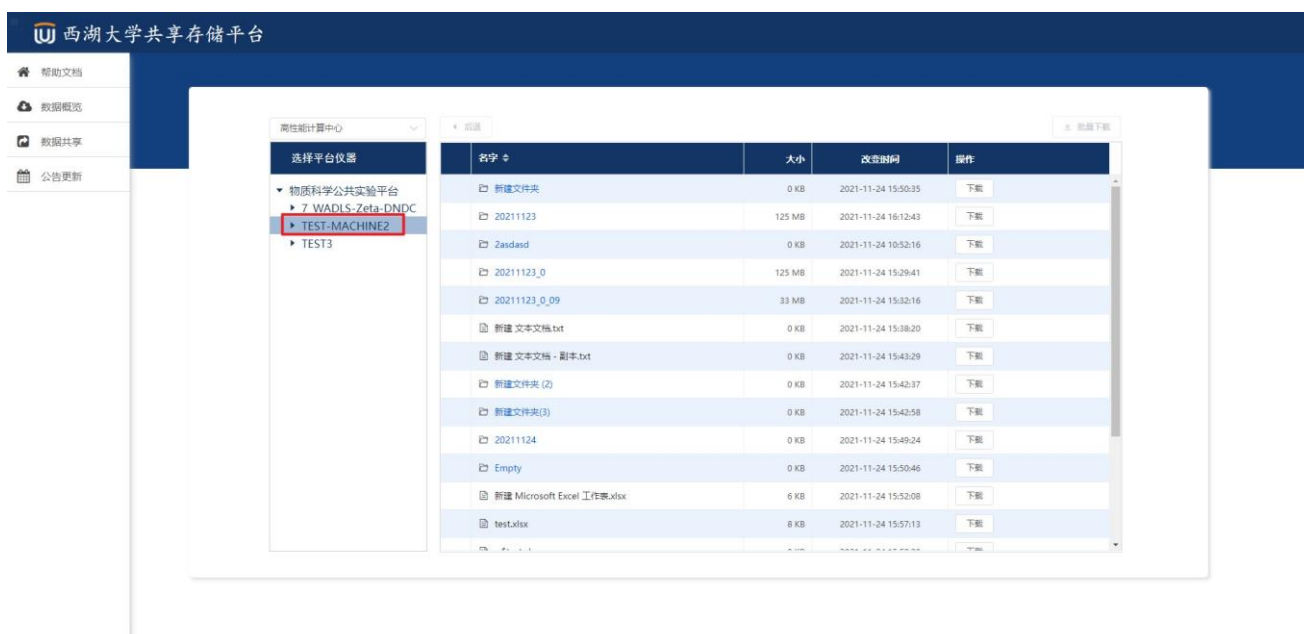 西湖大学共享存储平台
帮助文档
数据概览
数据共享
公告更新
高性能计算中心
后退
批量下载
选择平台仪器
物质科学公共实验平台
7_WADLS-Zeta-DNDC
TEST-MACHINE2
TEST3
名字 大小 改变时间 操作
新建文件夹 0 KB 2021-11-24 15:50:35 下载
20211123 125 MB 2021-11-24 16:12:43 下载
2asdasd 0 KB 2021-11-24 10:52:16 下载
20211123_0 125 MB 2021-11-24 15:29:41 下载
20211123_0_09 33 MB 2021-11-24 15:32:16 下载
新建 文本文档.txt 0 KB 2021-11-24 15:38:20 下载
新建 文本文档 - 副本.txt 0 KB 2021-11-24 15:43:29 下载
新建文件夹 (2) 0 KB 2021-11-24 15:42:37 下载
新建文件夹(3) 0 KB 2021-11-24 15:42:58 下载
20211124 0 KB 2021-11-24 15:49:24 下载
Empty 0 KB 2021-11-24 15:50:46 下载
新建 Microsoft Excel 工作表.xlsx 6 KB 2021-11-24 15:52:08 下载
test.xlsx 8 KB 2021-11-24 15:57:13 下载